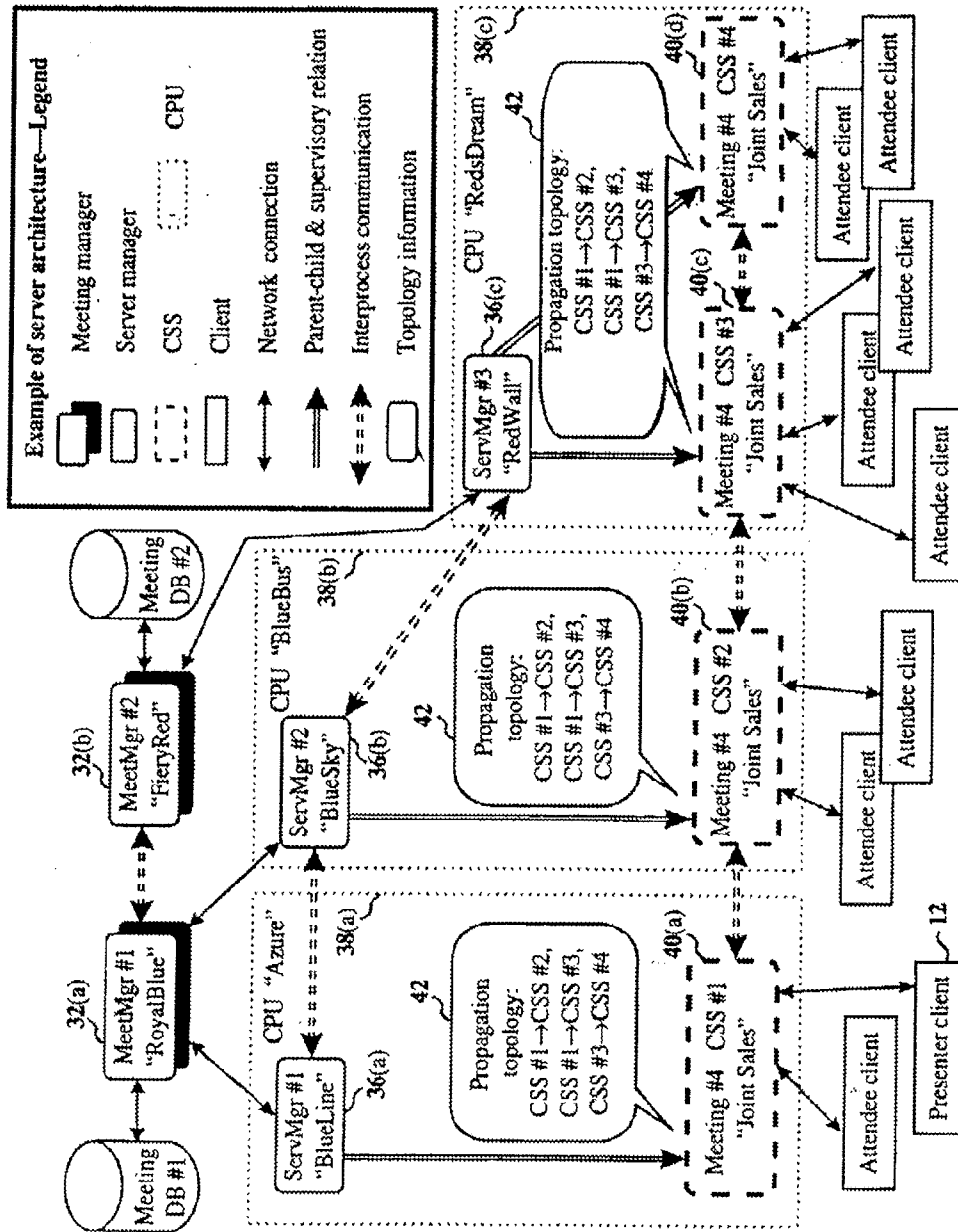 Example of server architecture—Legend
Meeting manager
Server manager
CSS
CPU
Client
Network connection
Parent-child & supervisory relation
Interprocess communication
Topology information
Meeting
DB #1
32(a)
MeetMgr #1
"RoyalBlue"
32(b)
MeetMgr #2
"FieryRed"
Meeting
DB #2
CPU "Azure"
38(a)
ServMgr #1
"BlueLine"
36(a)
42
Propagation
topology:
CSS #1→CSS #2,
CSS #1→CSS #3,
CSS #3→CSS #4
40(a)
Meeting #4 CSS #1
"Joint Sales"
Attendee client
Presenter client
12
CPU "BlueBus"
38(b)
ServMgr #2
"BlueSky"
36(b)
42
Propagation
topology:
CSS #1→CSS #2,
CSS #1→CSS #3,
CSS #3→CSS #4
40(b)
Meeting #4 CSS #2
"Joint Sales"
Attendee client
Attendee client
CPU "RedsDream"
38(c)
36(c)
ServMgr #3
"RedWall"
42
Propagation topology:
CSS #1→CSS #2,
CSS #1→CSS #3,
CSS #3→CSS #4
40(c)
Meeting #4 CSS #3
"Joint Sales"
40(d)
Meeting #4 CSS #4
"Joint Sales"
Attendee client
Attendee client
Attendee client
Attendee client
Attendee client